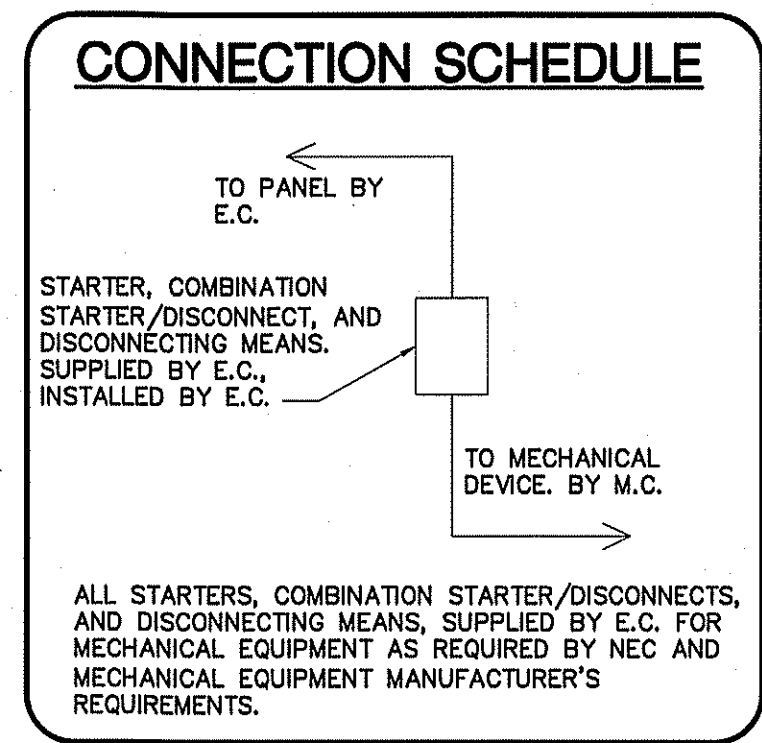 CONNECTION SCHEDULE
TO PANEL BY
E.C.
STARTER, COMBINATION
STARTER/DISCONNECT, AND
DISCONNECTING MEANS.
SUPPLIED BY E.C.,
INSTALLED BY E.C.
TO MECHANICAL
DEVICE. BY M.C.
ALL STARTERS, COMBINATION STARTER/DISCONNECTS,
AND DISCONNECTING MEANS, SUPPLIED BY E.C. FOR
MECHANICAL EQUIPMENT AS REQUIRED BY NEC AND
MECHANICAL EQUIPMENT MANUFACTURER'S
REQUIREMENTS.